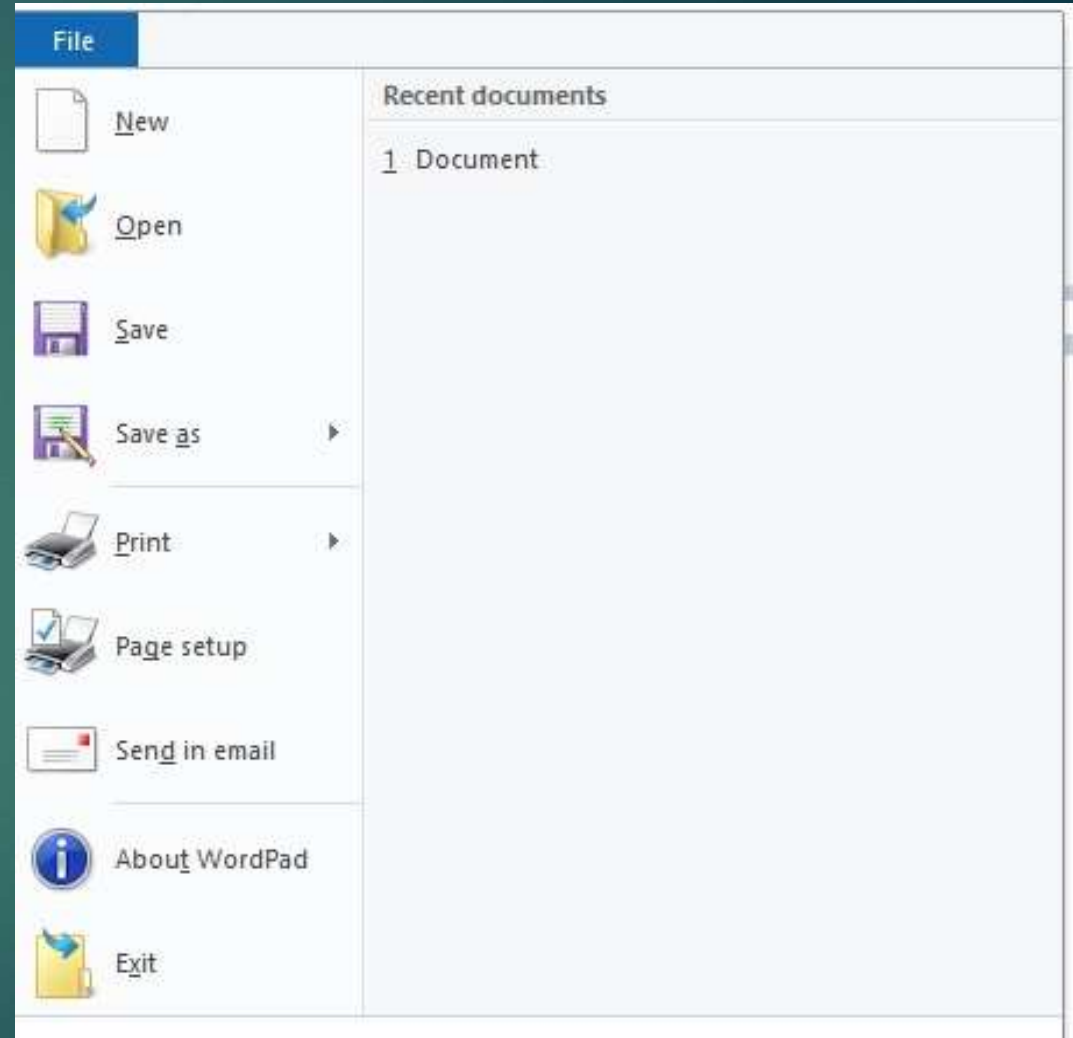 File
New
Open
Save
Save as
Print
Page setup
Send in email
About WordPad
Exit
Recent documents
1 Document